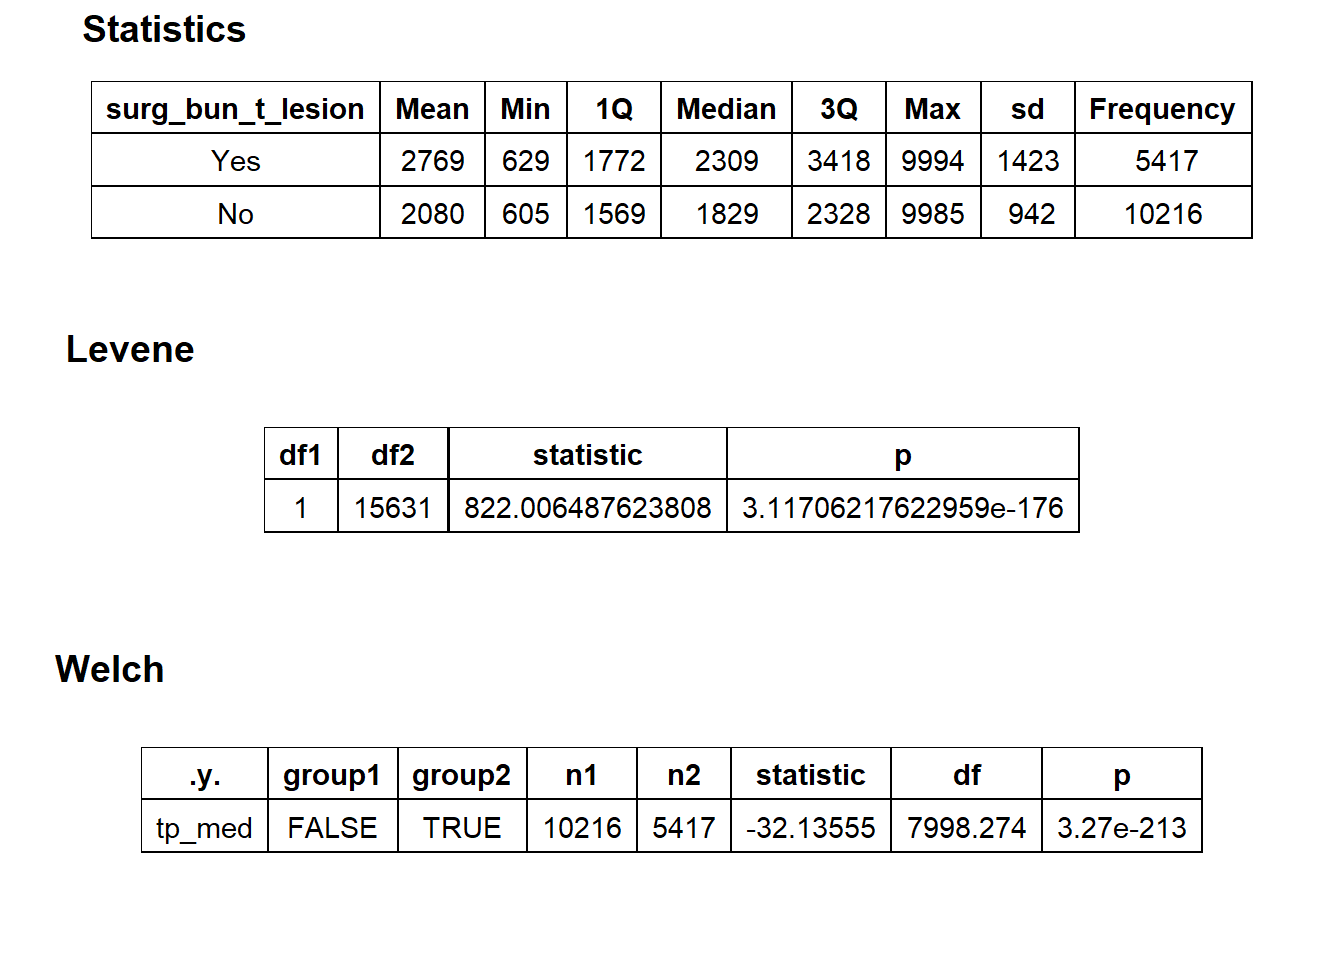 Statistics
surg_bun_t_lesion Mean Min 1Q Median 3Q Max sd Frequency
Yes 2769 629 1772 2309 3418 9994 1423 5417
No 2080 605 1569 1829 2328 9985 942 10216
Levene
df1 df2 statistic p
1 15631 822.006487623808 3.11706217622959e-176
Welch
.y. group1 group2 n1 n2 statistic df p
tp_med FALSE TRUE 10216 5417 -32.13555 7998.274 3.27e-213